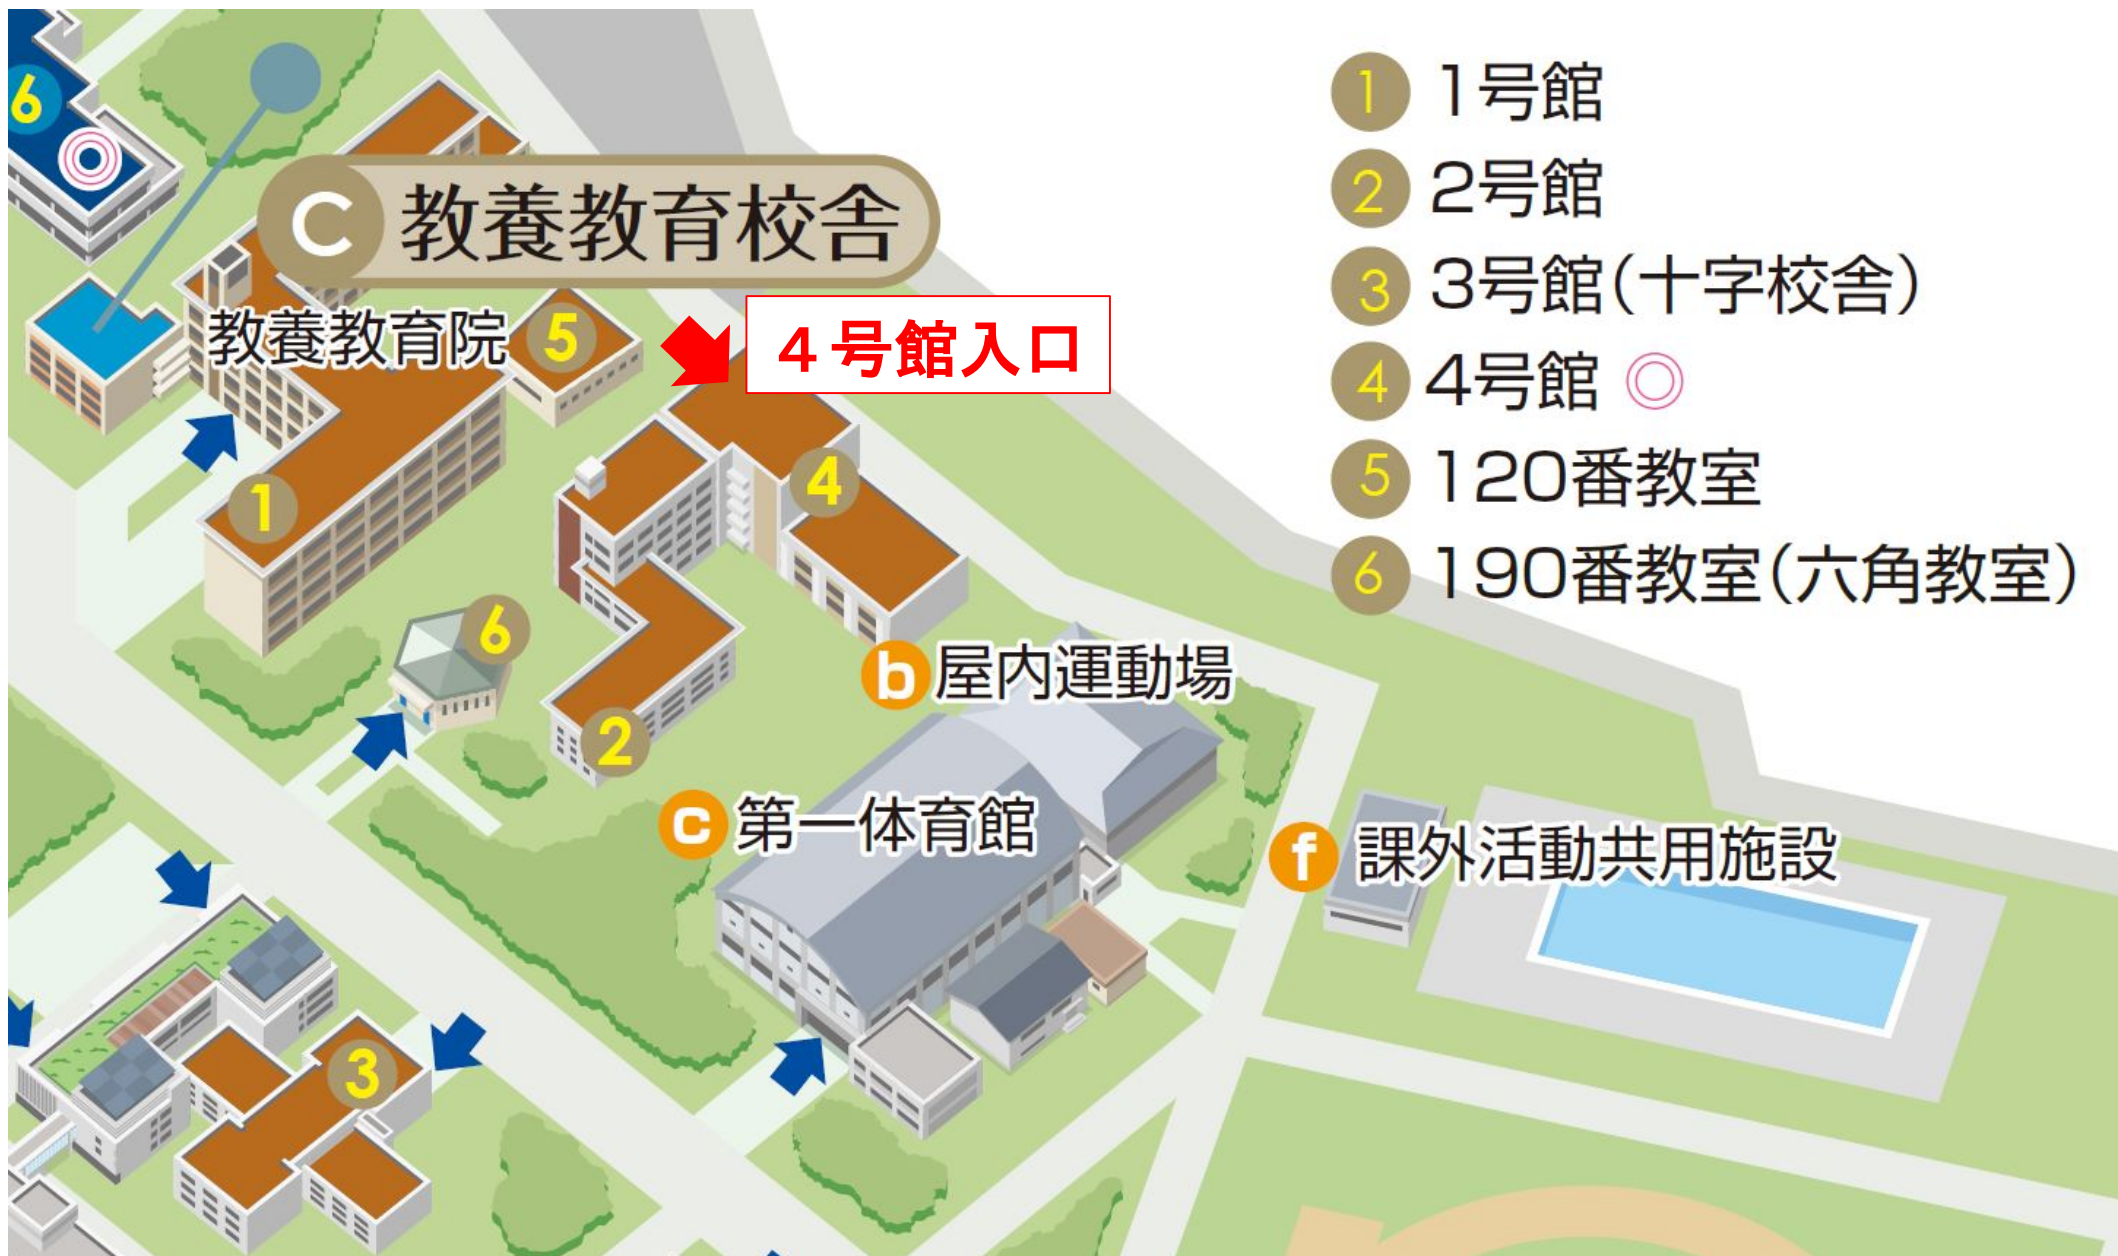 1 1号館
2 2号館
3 3号館(十字校舎)
4 4号館 ◎
5 120番教室
6 190番教室(六角教室)
6
C 教養教育校舎
教養教育院
5
4号館入口
4
1
6
b 屋内運動場
2
c 第一体育館
f 課外活動共用施設
3